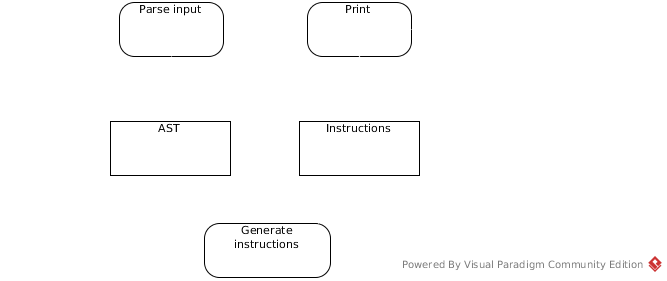 Parse input
Print
AST
Instructions
Generate
instructions
Powered By Visual Paradigm Community Edition